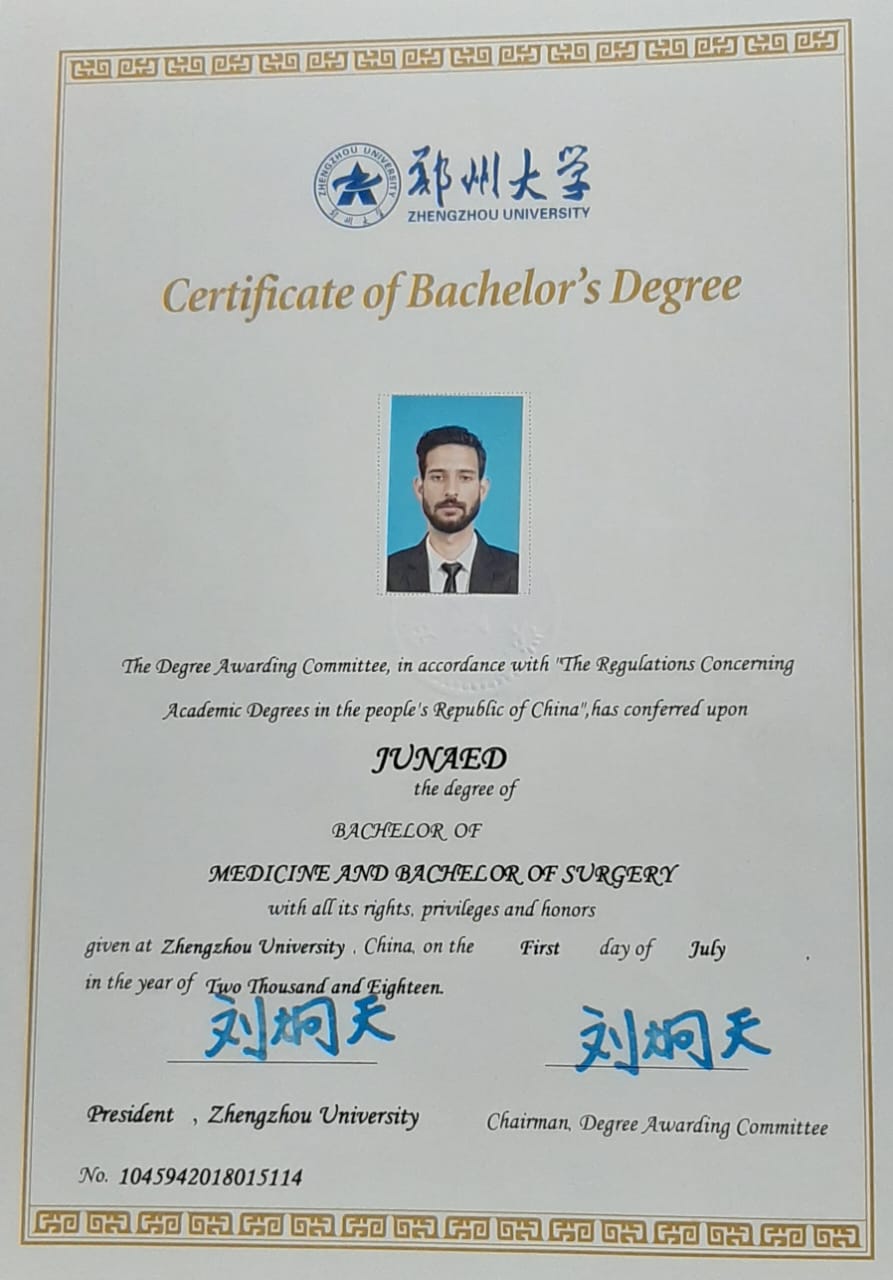 郑州大学
ZHENGZHOU UNIVERSITY
ZHENGZHOU UNIVERSITY
Certificate of Bachelor's Degree
The Degree Awarding Committee, in accordance with "The Regulations Concerning
Academic Degrees in the people's Republic of China",has conferred upon
JUNAED
the degree of
BACHELOR OF
MEDICINE AND BACHELOR OF SURGERY
with all its rights, privileges and honors
given at Zhengzhou University , China, on the First day of July .
in the year of Two Thousand and Eighteen.
刘炯天 刘炯天
President , Zhengzhou University Chairman, Degree Awarding Committee
No. 1045942018015114